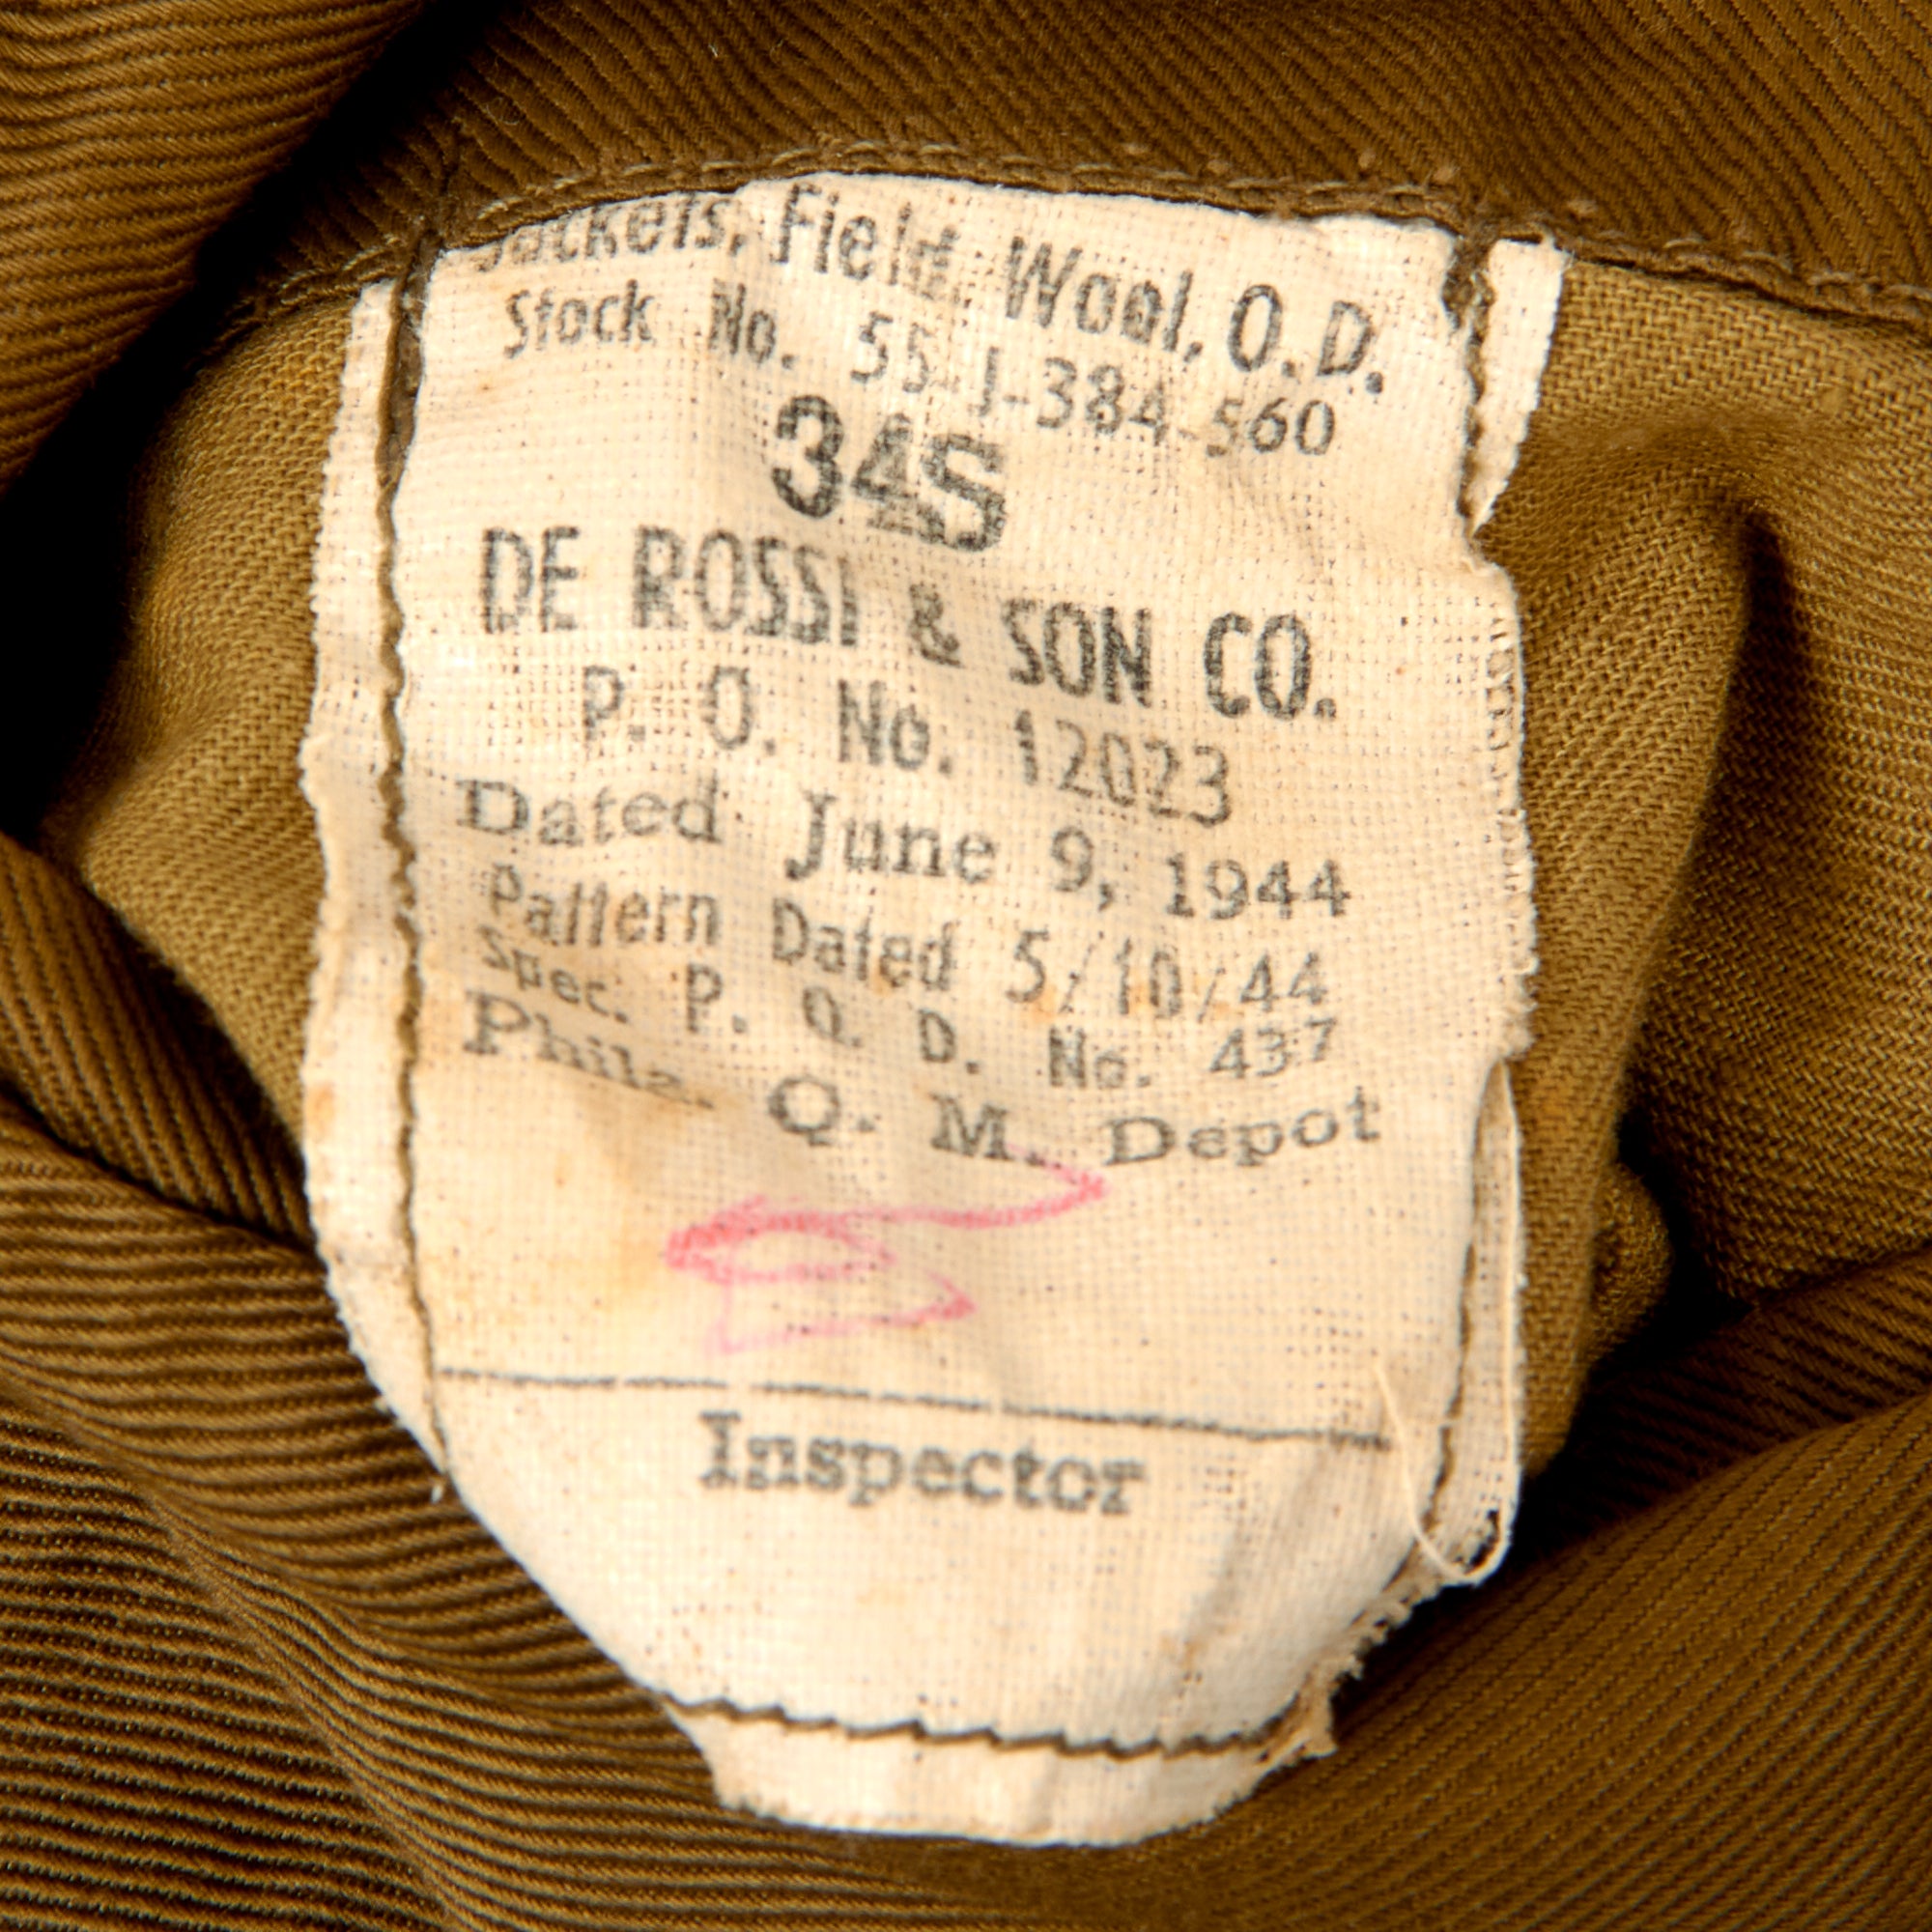 Jackets, Field, Wool, O. D.
Stock No. 55-J-384-560
34S
DE ROSSI & SON CO.
P. O. No. 12023
Dated June 9, 1944
Pattern Dated 5/10/44
Spec. P. Q. D. No. 437
Phila. Q. M. Depot
Inspector